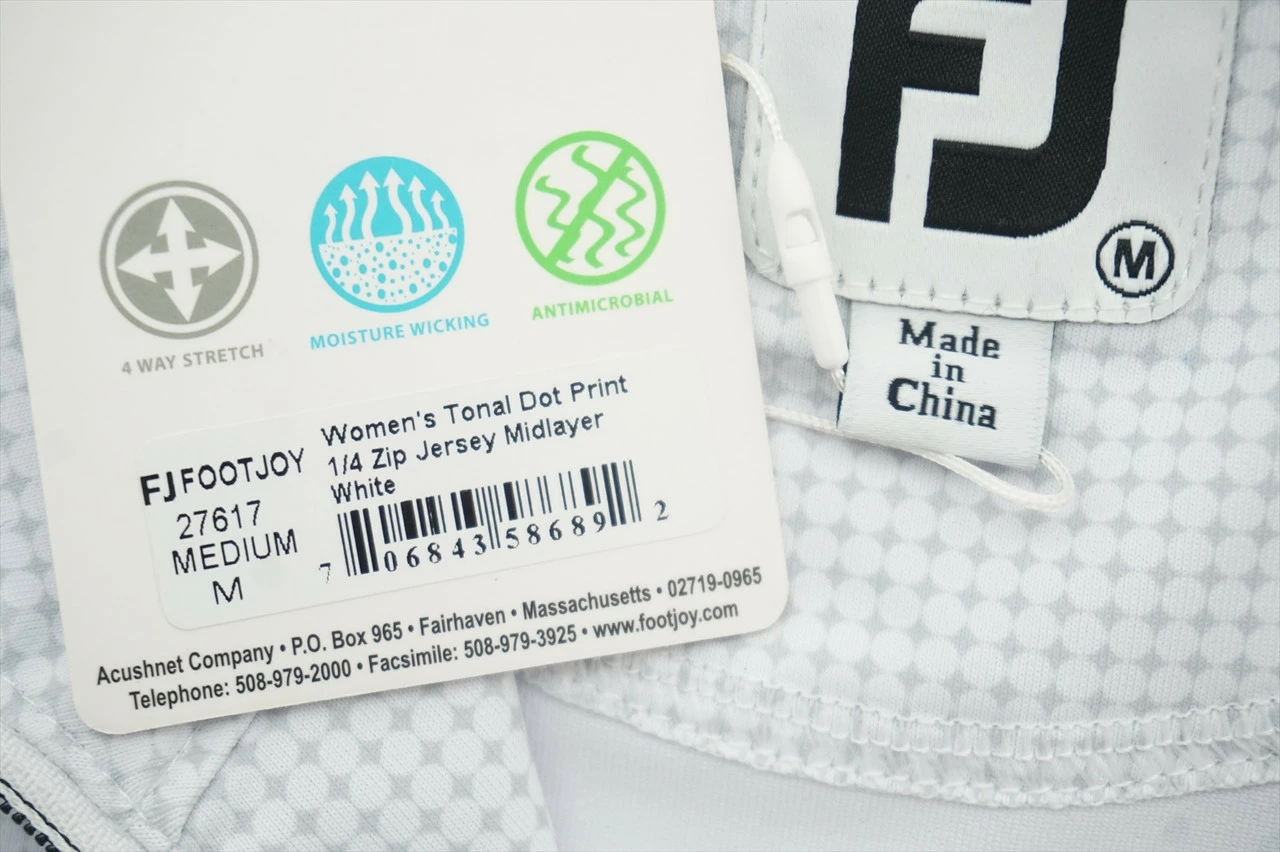 4 WAY STRETCH
MOISTURE WICKING
ANTIMICROBIAL
FJFOOTJOY
27617
MEDIUM
M
Women's Tonal Dot Print
1/4 Zip Jersey Midlayer
White
7 06843 58689 2
Acushnet Company • P.O. Box 965 • Fairhaven • Massachusetts • 02719-0965
Telephone: 508-979-2000 • Facsimile: 508-979-3925 • www.footjoy.com
FJ
M
Made
in
China